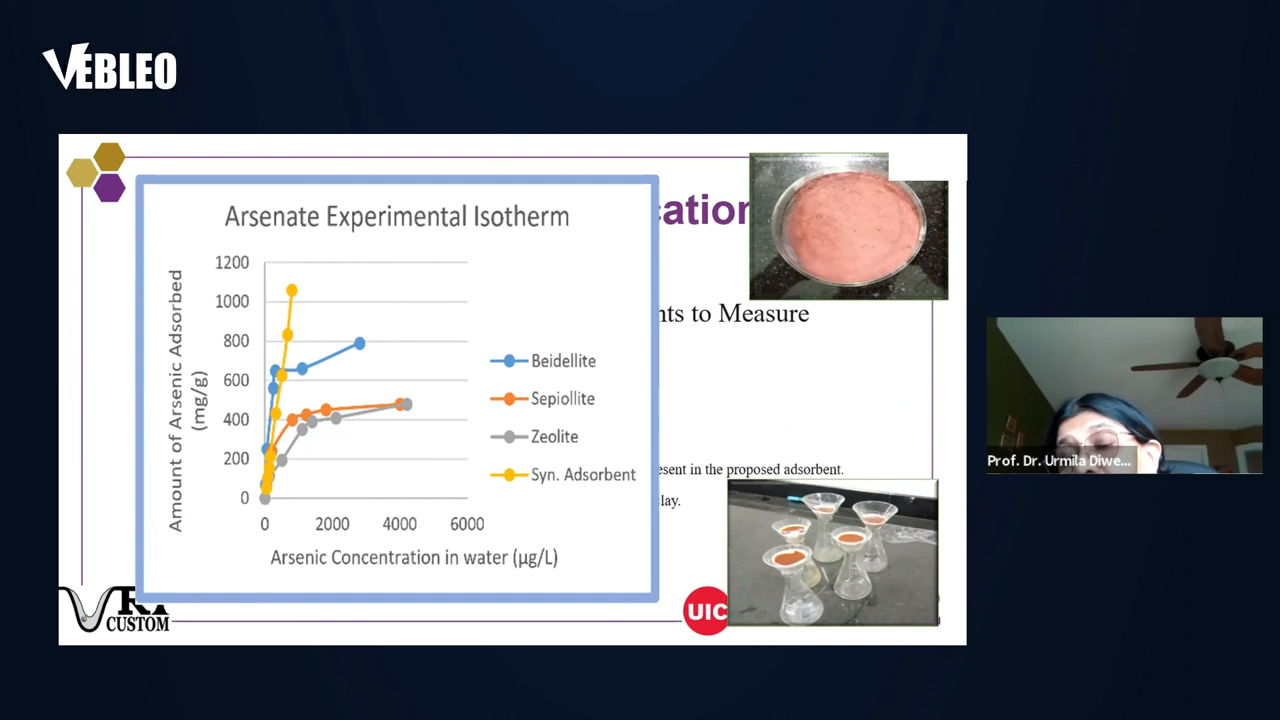 VEBLEO
Arsenate Experimental Isotherm
cation
nts to Measure
Amount of Arsenic Adsorbed
(mg/g)
1200
1000
800
600
400
200
0
0 2000 4000 6000
Arsenic Concentration in water (µg/L)
Beidellite
Sepiollite
Zeolite
Syn. Adsorbent
esent in the proposed adsorbent.
lay.
Prof. Dr. Urmila Diwe...
CUSTOM
UIC